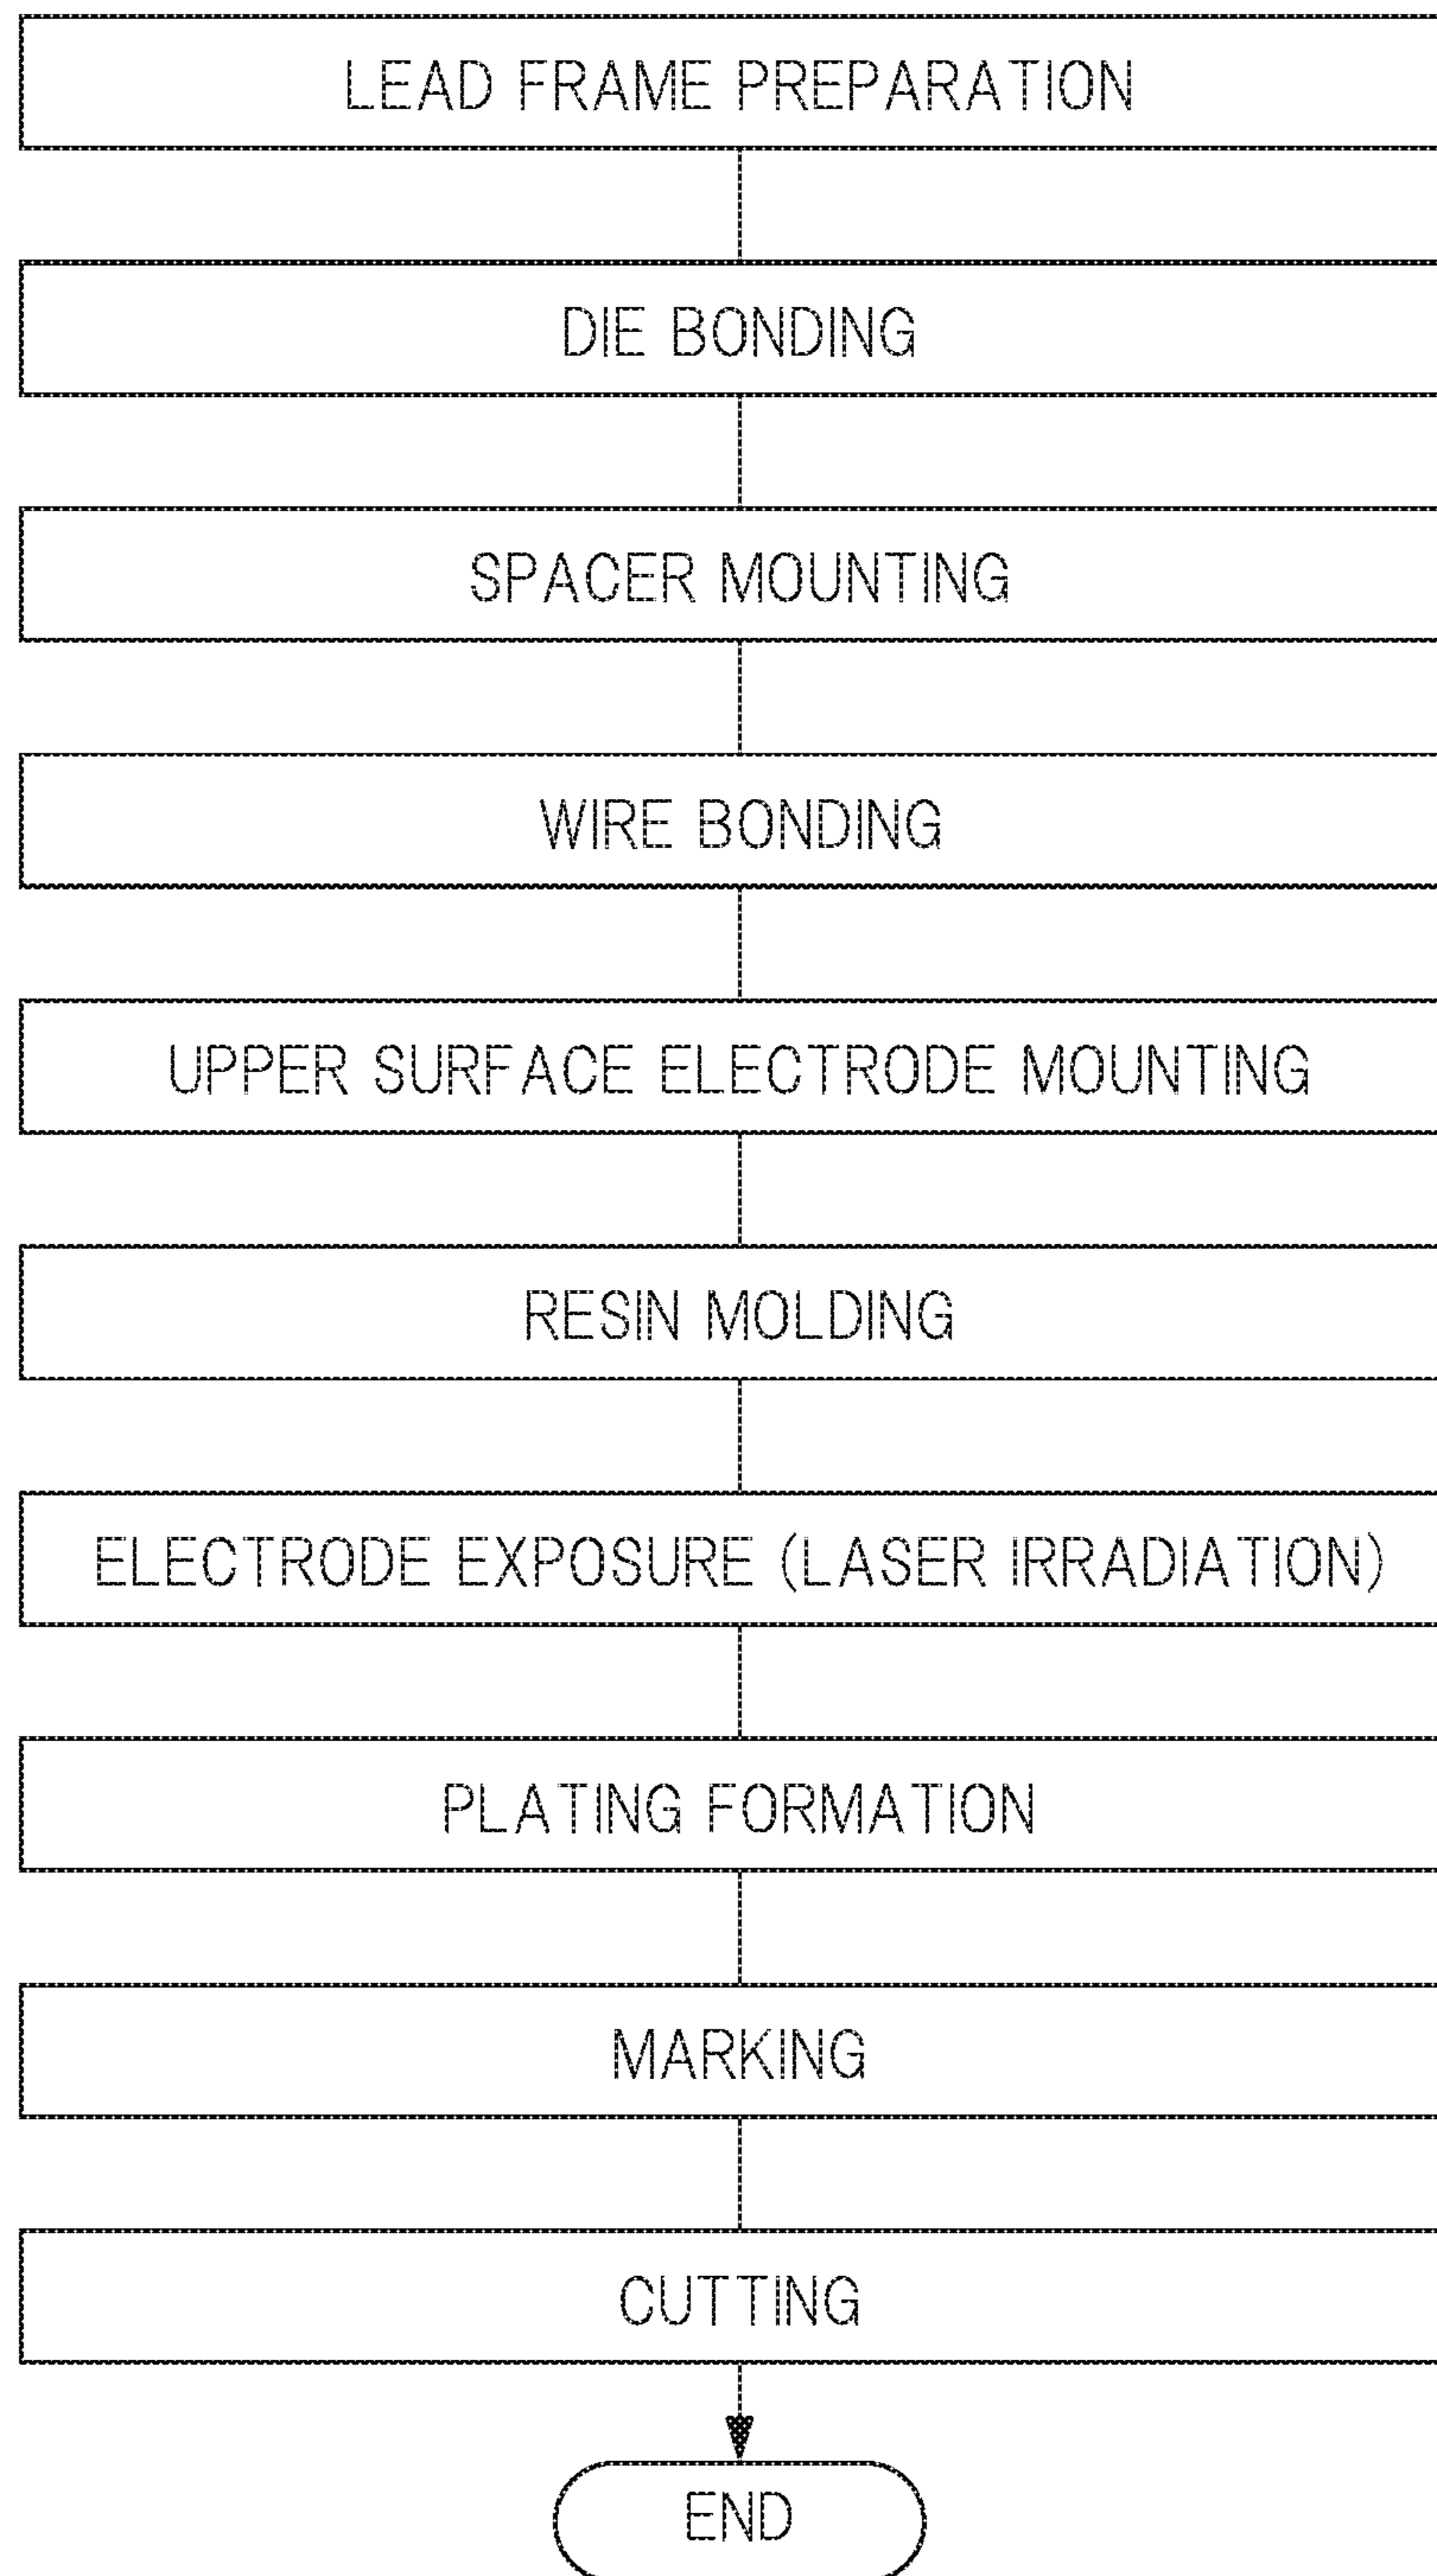 LEAD FRAME PREPARATION
DIE BONDING
SPACER MOUNTING
WIRE BONDING
UPPER SURFACE ELECTRODE MOUNTING
RESIN MOLDING
ELECTRODE EXPOSURE (LASER IRRADIATION)
PLATING FORMATION
MARKING
CUTTING
END